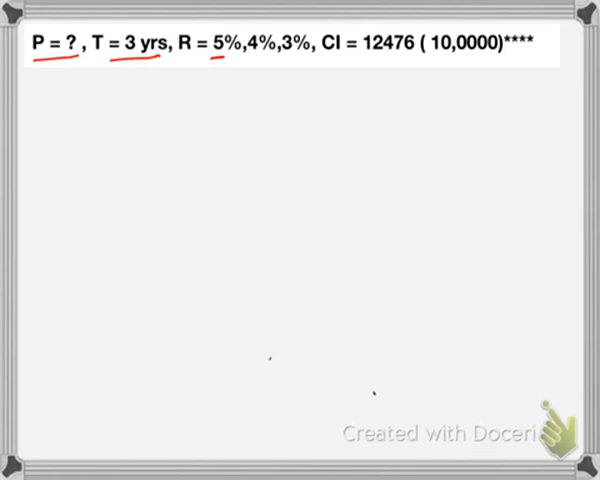 P = ? , T = 3 yrs, R = 5%,4%,3%, CI = 12476 ( 10,0000)****
Created with Doceri